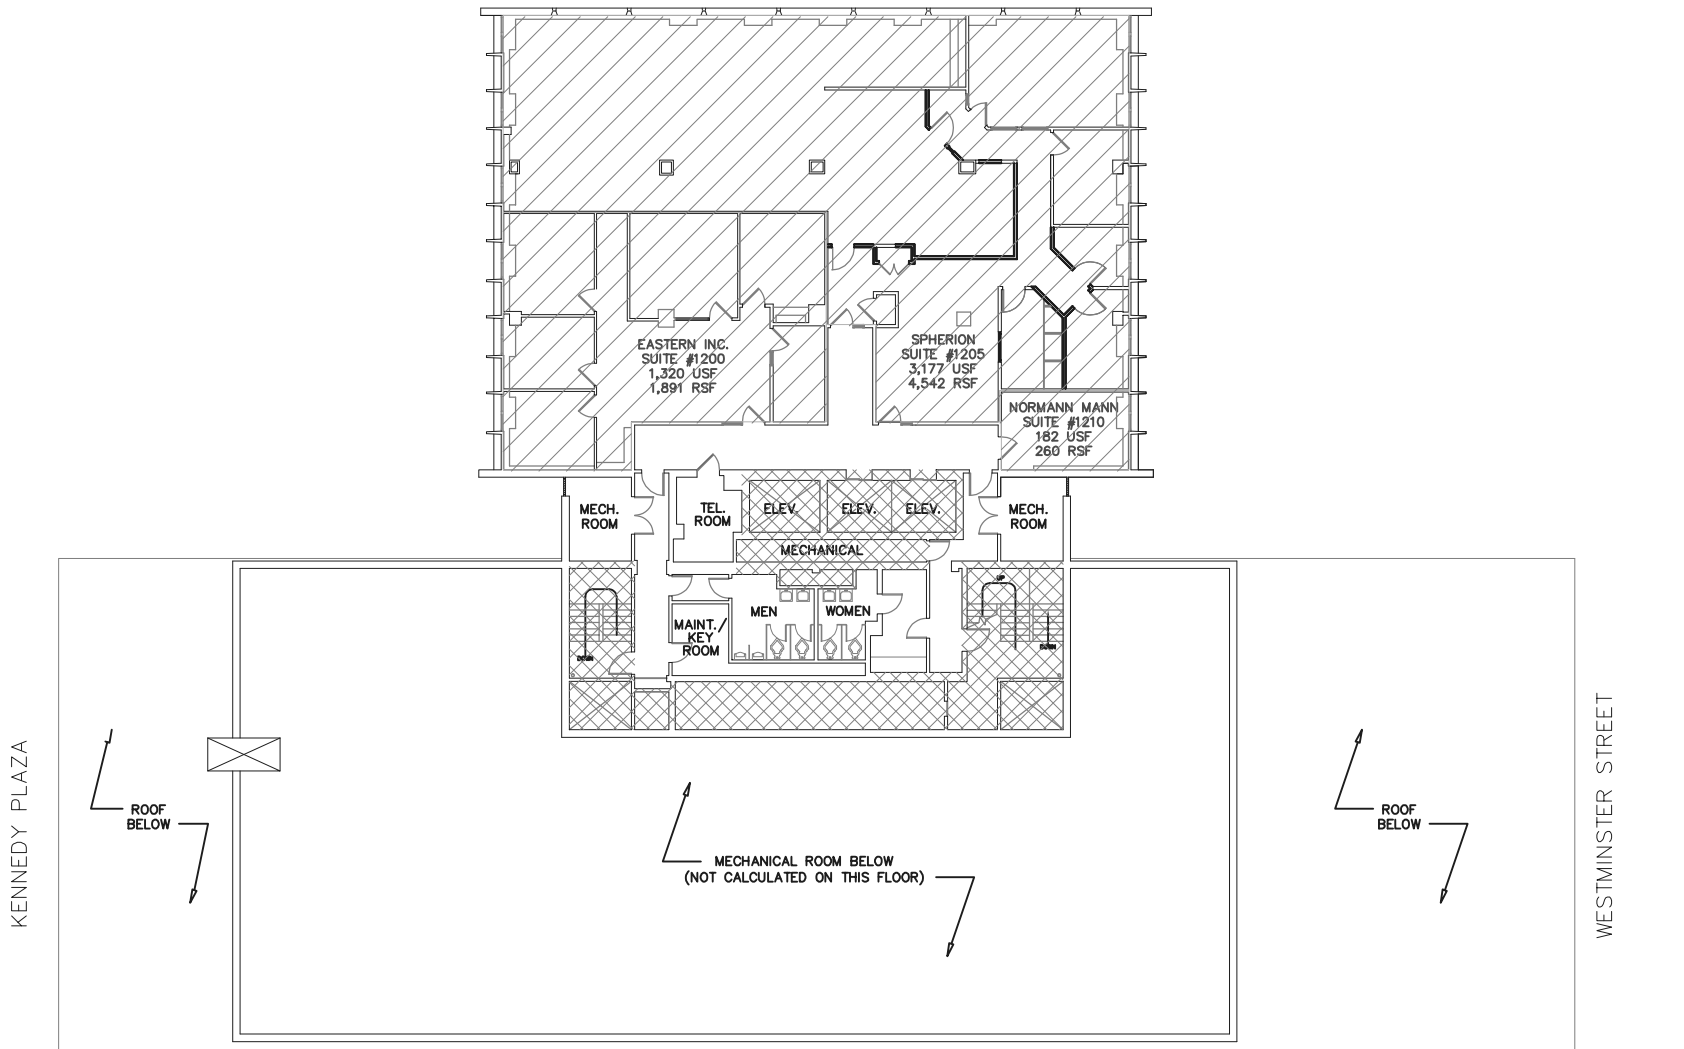 EASTERN INC.
SUITE #1200
1,320 USF
1,891 RSF
SPHERION
SUITE #1205
3,177 USF
4,542 RSF
NORMANN MANN
SUITE #1210
182 USF
260 RSF
MECH.
ROOM
TEL.
ROOM
ELEV.
ELEV.
ELEV.
MECH.
ROOM
MECHANICAL
UP
MEN
WOMEN
MAINT./
KEY
ROOM
DOWN
DOWN
KENNEDY PLAZA
WESTMINSTER STREET
ROOF
BELOW
ROOF
BELOW
MECHANICAL ROOM BELOW
(NOT CALCULATED ON THIS FLOOR)